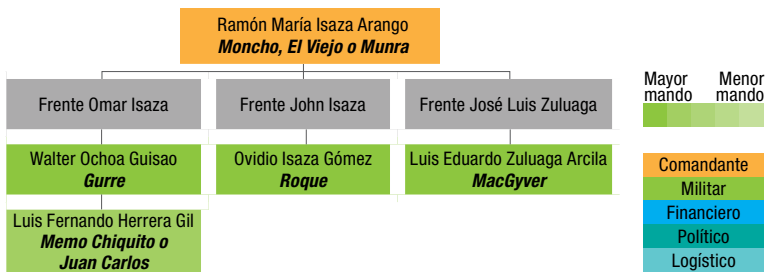 Ramón María Isaza Arango
Moncho, El Viejo o Munra
Frente Omar Isaza
Frente John Isaza
Frente José Luis Zuluaga
Walter Ochoa Guisao
Gurre
Ovidio Isaza Gómez
Roque
Luis Eduardo Zuluaga Arcila
MacGyver
Luis Fernando Herrera Gil
Memo Chiquito o
Juan Carlos
Mayor
mando
Menor
mando
Comandante
Militar
Financiero
Político
Logístico